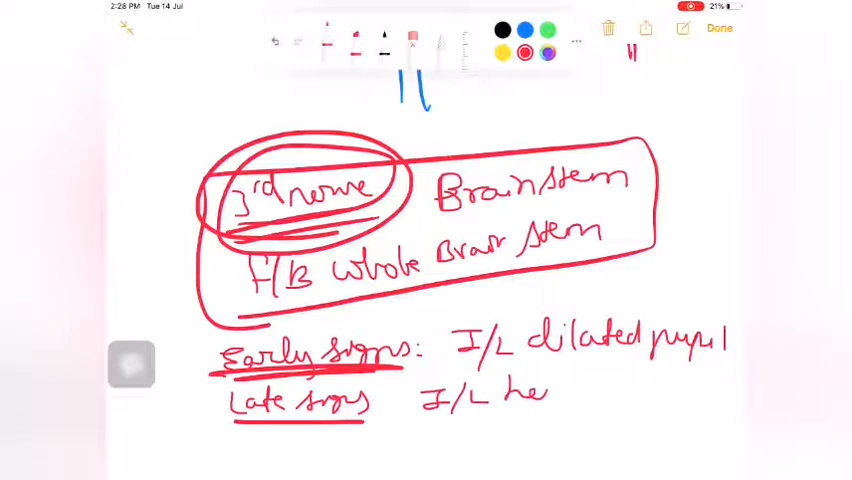 2:28 PM Tue 14 Jul
21%
Done
3rd nerve Brainstem
F/B whole Brain stem
Early signs: I/L dilated pupil
Late signs I/L he